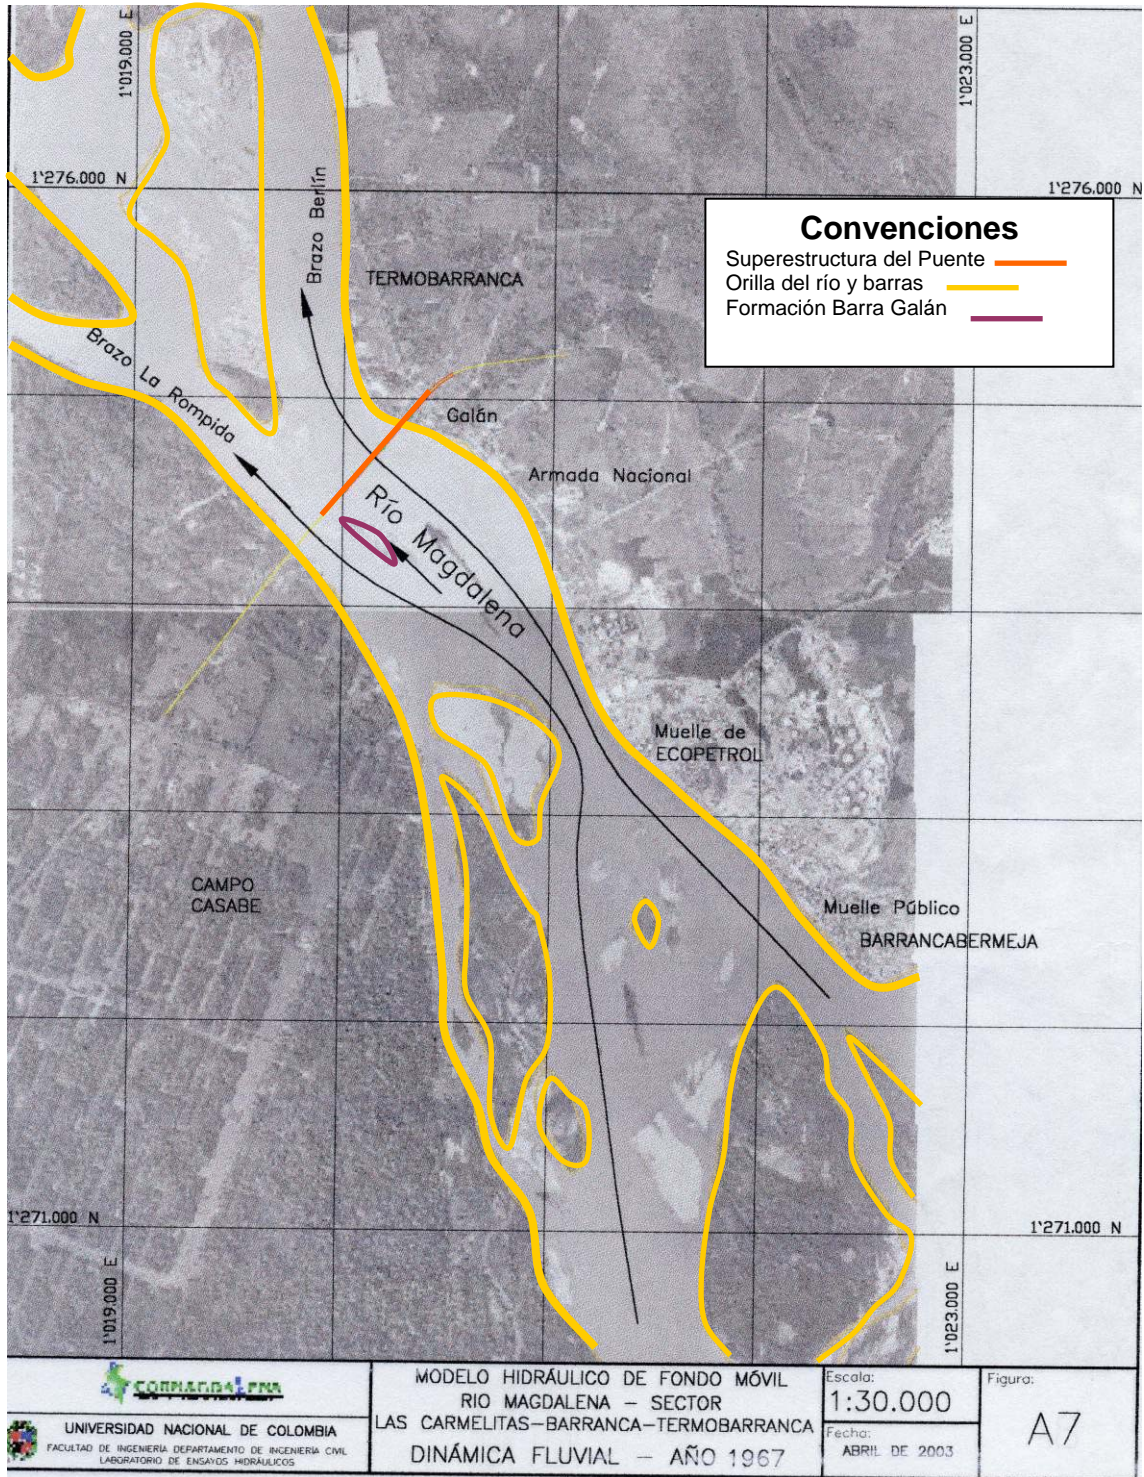 1'019.000 E
1'023.000 E
1'276.000 N
1'276.000 N
Convenciones
Superestructura del Puente
Orilla del río y barras
Formación Barra Galán
Brazo Berlín
TERMOBARRANCA
Brazo La Rompida
Galán
Armada Nacional
Río Magdalena
Muelle de
ECOPETROL
CAMPO
CASABE
Muelle Público
BARRANCABERMEJA
1'271.000 N
1'271.000 N
1'019.000 E
1'023.000 E
CORMAGDALENA
UNIVERSIDAD NACIONAL DE COLOMBIA
FACULTAD DE INGENIERÍA DEPARTAMENTO DE INGENIERÍA CIVIL
LABORATORIO DE ENSAYOS HIDRÁULICOS
MODELO HIDRÁULICO DE FONDO MÓVIL
RIO MAGDALENA – SECTOR
LAS CARMELITAS–BARRANCA–TERMOBARRANCA
DINÁMICA FLUVIAL – AÑO 1967
Escala:
1:30.000
Fecha:
ABRIL DE 2003
Figura:
A7